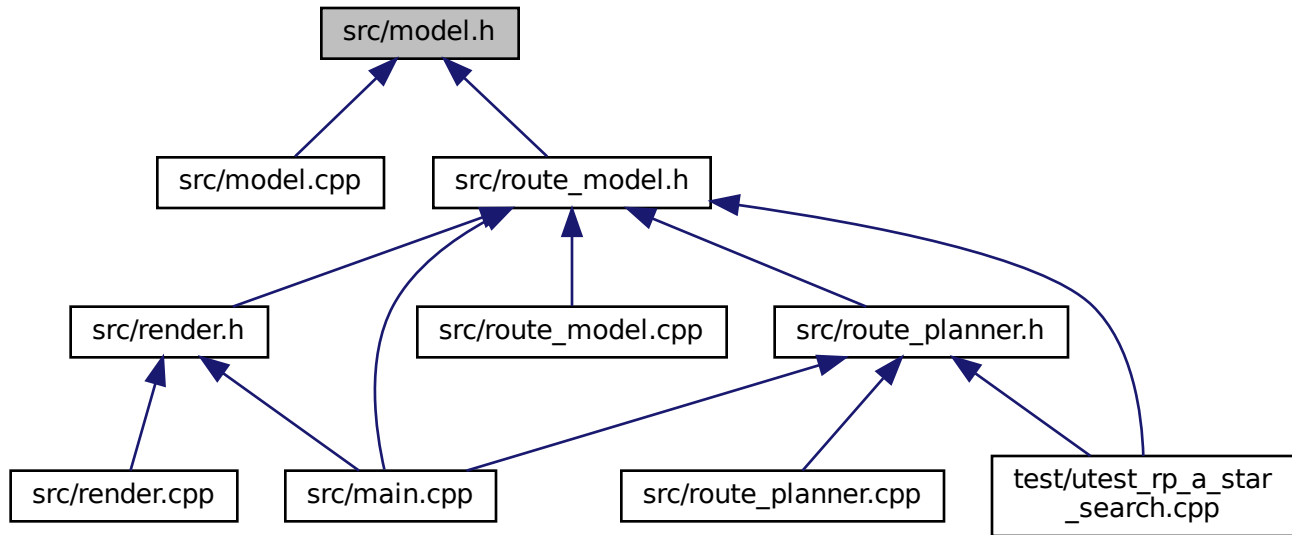 src/model.h
src/model.cpp
src/route_model.h
src/render.h
src/route_model.cpp
src/route_planner.h
src/render.cpp
src/main.cpp
src/route_planner.cpp
test/utest_rp_a_star
_search.cpp